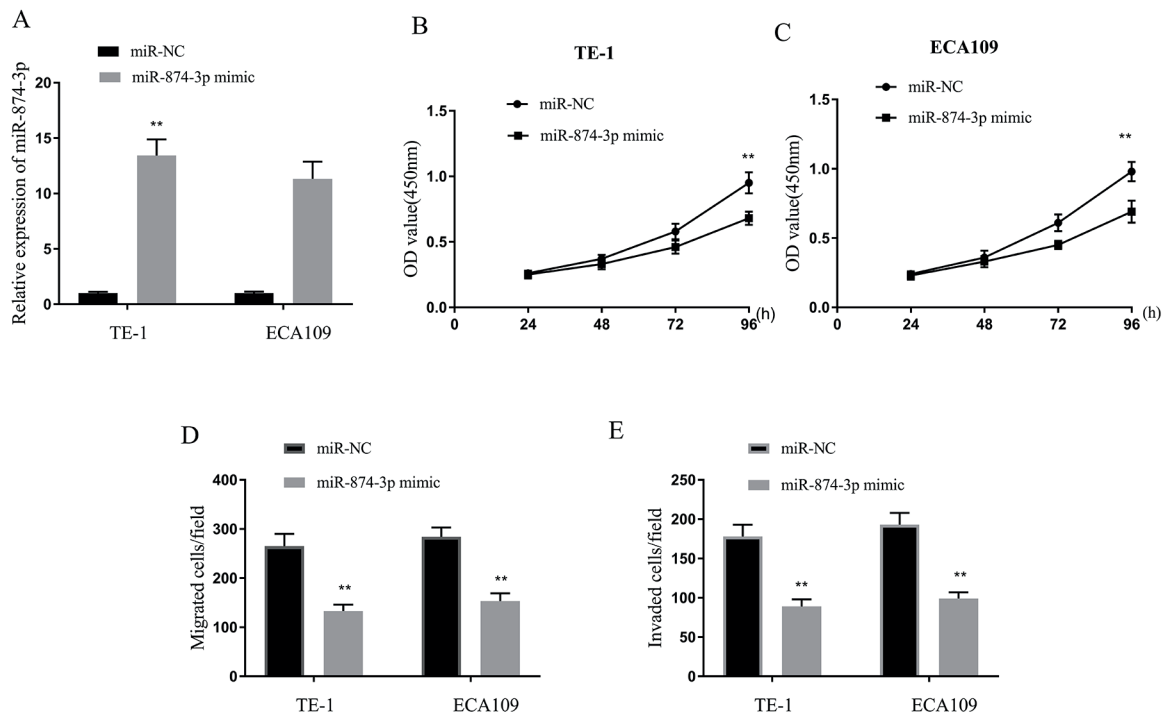 A
miR-NC
miR-874-3p mimic
Relative expression of miR-874-3p
20
15
10
5
0
**
TE-1
ECA109
B
TE-1
miR-NC
miR-874-3p mimic
OD value(450nm)
1.5
1.0
0.5
0.0
**
0
24
48
72
96
(h)
C
ECA109
miR-NC
miR-874-3p mimic
OD value(450nm)
1.5
1.0
0.5
0.0
**
0
24
48
72
96
(h)
D
miR-NC
miR-874-3p mimic
Migrated cells/field
400
300
200
100
0
**
**
TE-1
ECA109
E
miR-NC
miR-874-3p mimic
Invaded cells/field
250
200
150
100
50
0
**
**
TE-1
ECA109